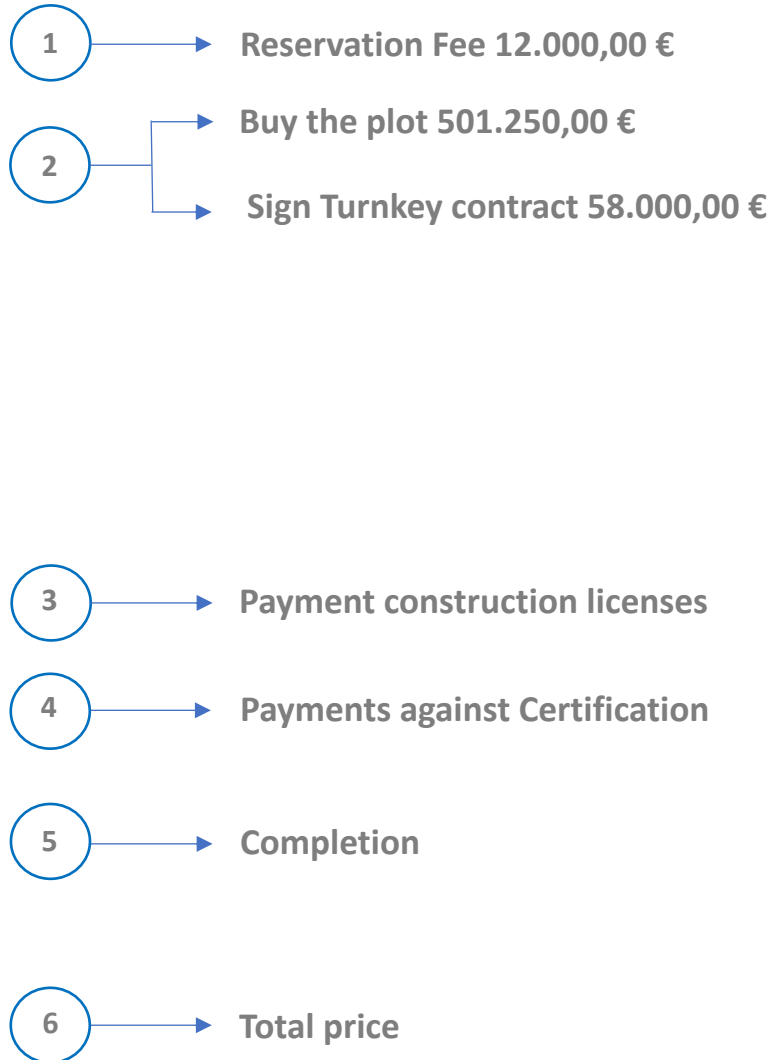 1 Reservation Fee 12.000,00 €
Buy the plot 501.250,00 €
2
Sign Turnkey contract 58.000,00 €
3 Payment construction licenses
4 Payments against Certification
5 Completion
6 Total price